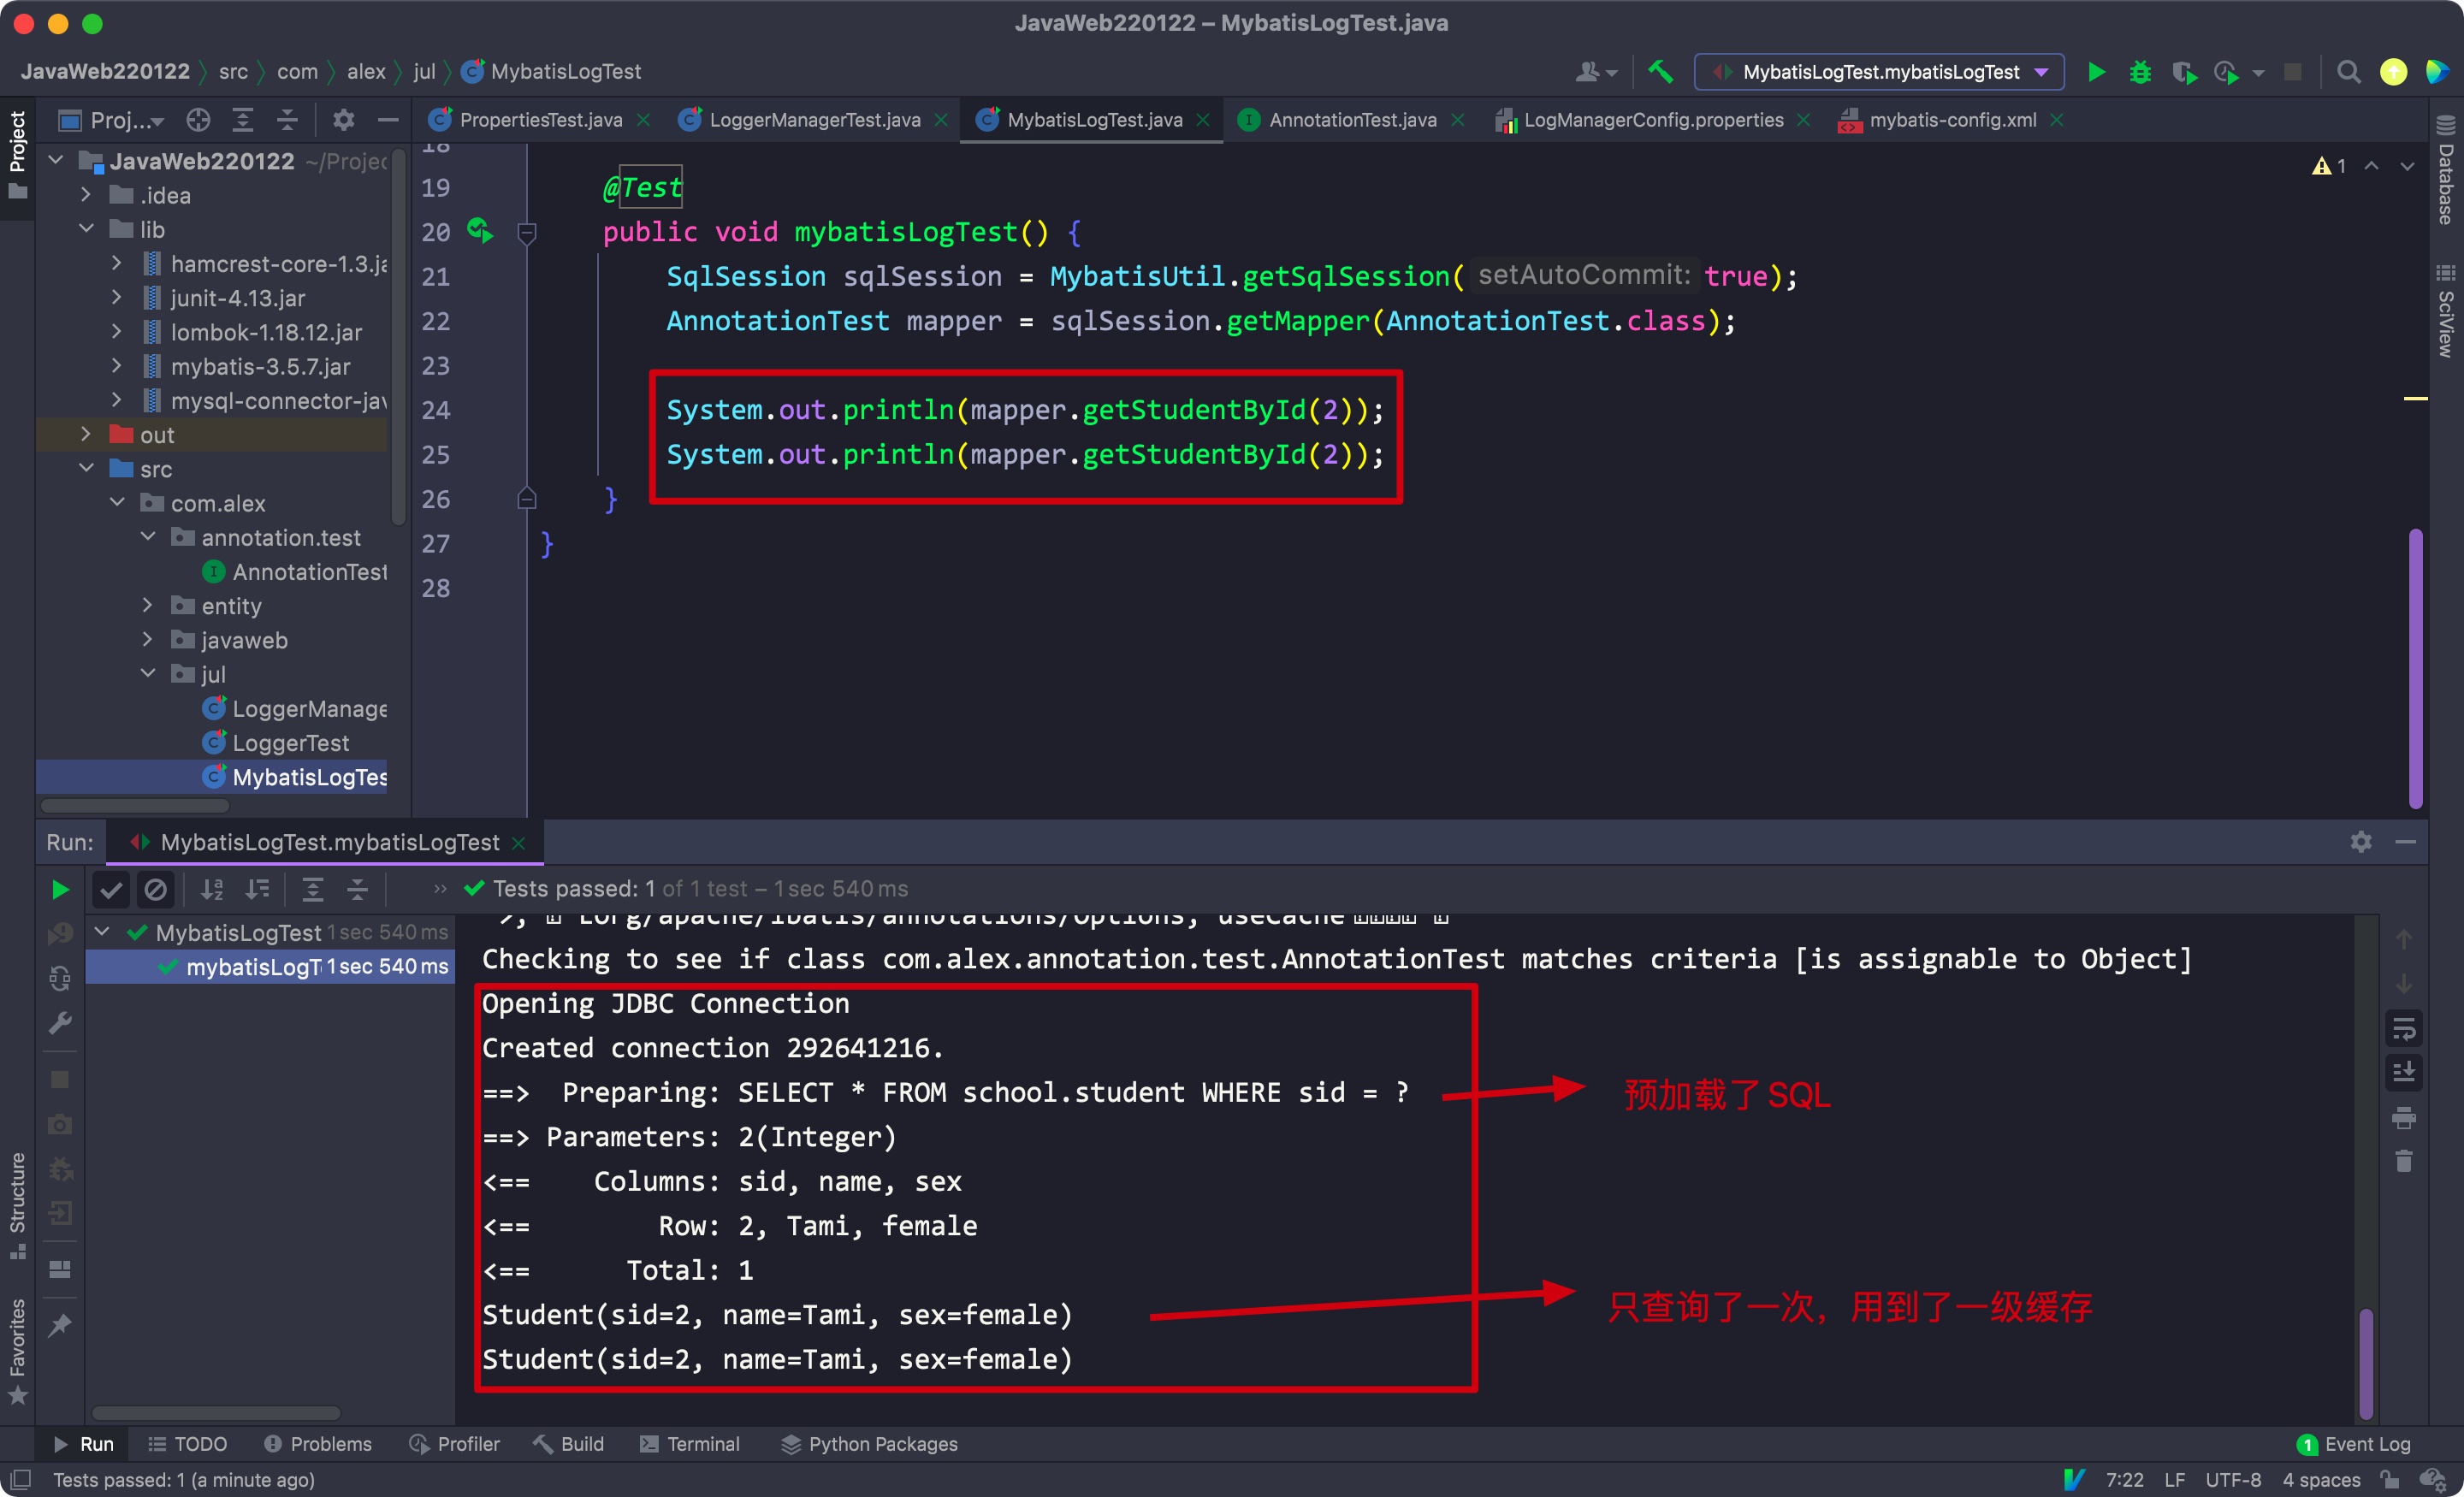 JavaWeb220122 – MybatisLogTest.java
JavaWeb220122 src com alex jul MybatisLogTest
MybatisLogTest.mybatisLogTest
Project
Proj...
PropertiesTest.java
LoggerManagerTest.java
MybatisLogTest.java
AnnotationTest.java
LogManagerConfig.properties
mybatis-config.xml
JavaWeb220122 ~/Projec
.idea
lib
hamcrest-core-1.3.ja
junit-4.13.jar
lombok-1.18.12.jar
mybatis-3.5.7.jar
mysql-connector-jav
out
src
com.alex
annotation.test
AnnotationTest
entity
javaweb
jul
LoggerManage
LoggerTest
MybatisLogTes
18
19 @Test
20 public void mybatisLogTest() {
21 SqlSession sqlSession = MybatisUtil.getSqlSession( setAutoCommit: true);
22 AnnotationTest mapper = sqlSession.getMapper(AnnotationTest.class);
23
24 System.out.println(mapper.getStudentById(2));
25 System.out.println(mapper.getStudentById(2));
26 }
27 }
28
1
Database
SciView
Run: MybatisLogTest.mybatisLogTest
Tests passed: 1 of 1 test – 1 sec 540 ms
MybatisLogTest 1 sec 540 ms
mybatisLogT 1 sec 540 ms
>, Lorg/apache/ibatis/annotations/Options, useCache
Checking to see if class com.alex.annotation.test.AnnotationTest matches criteria [is assignable to Object]
Opening JDBC Connection
Created connection 292641216.
==>  Preparing: SELECT * FROM school.student WHERE sid = ?
预加载了SQL
==> Parameters: 2(Integer)
<==    Columns: sid, name, sex
<==        Row: 2, Tami, female
<==      Total: 1
Student(sid=2, name=Tami, sex=female)
只查询了一次，用到了一级缓存
Student(sid=2, name=Tami, sex=female)
Structure
Favorites
Run TODO Problems Profiler Build Terminal Python Packages
1 Event Log
Tests passed: 1 (a minute ago)
7:22 LF UTF-8 4 spaces